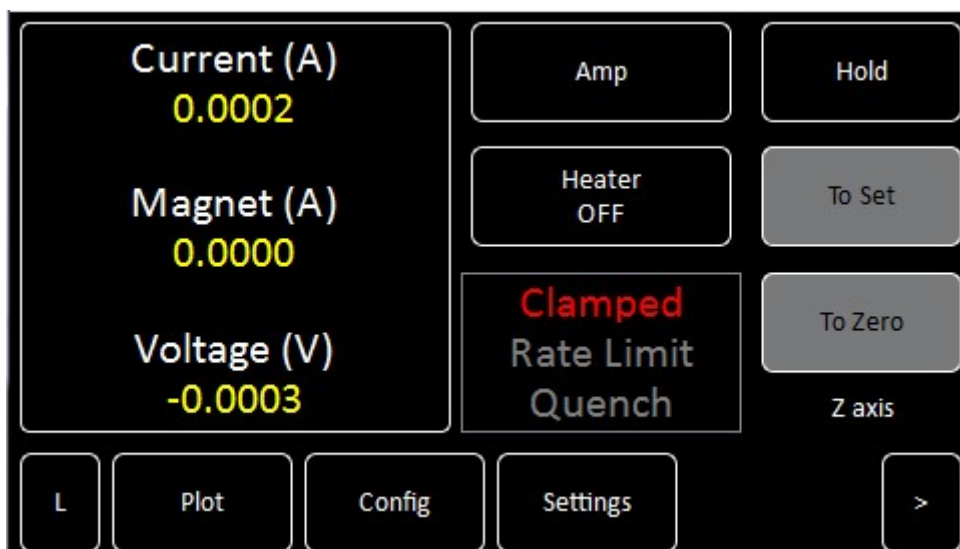 Current (A)
0.0002
Magnet (A)
0.0000
Voltage (V)
-0.0003
Amp
Hold
Heater
OFF
To Set
Clamped
Rate Limit
Quench
To Zero
Z axis
L
Plot
Config
Settings
>